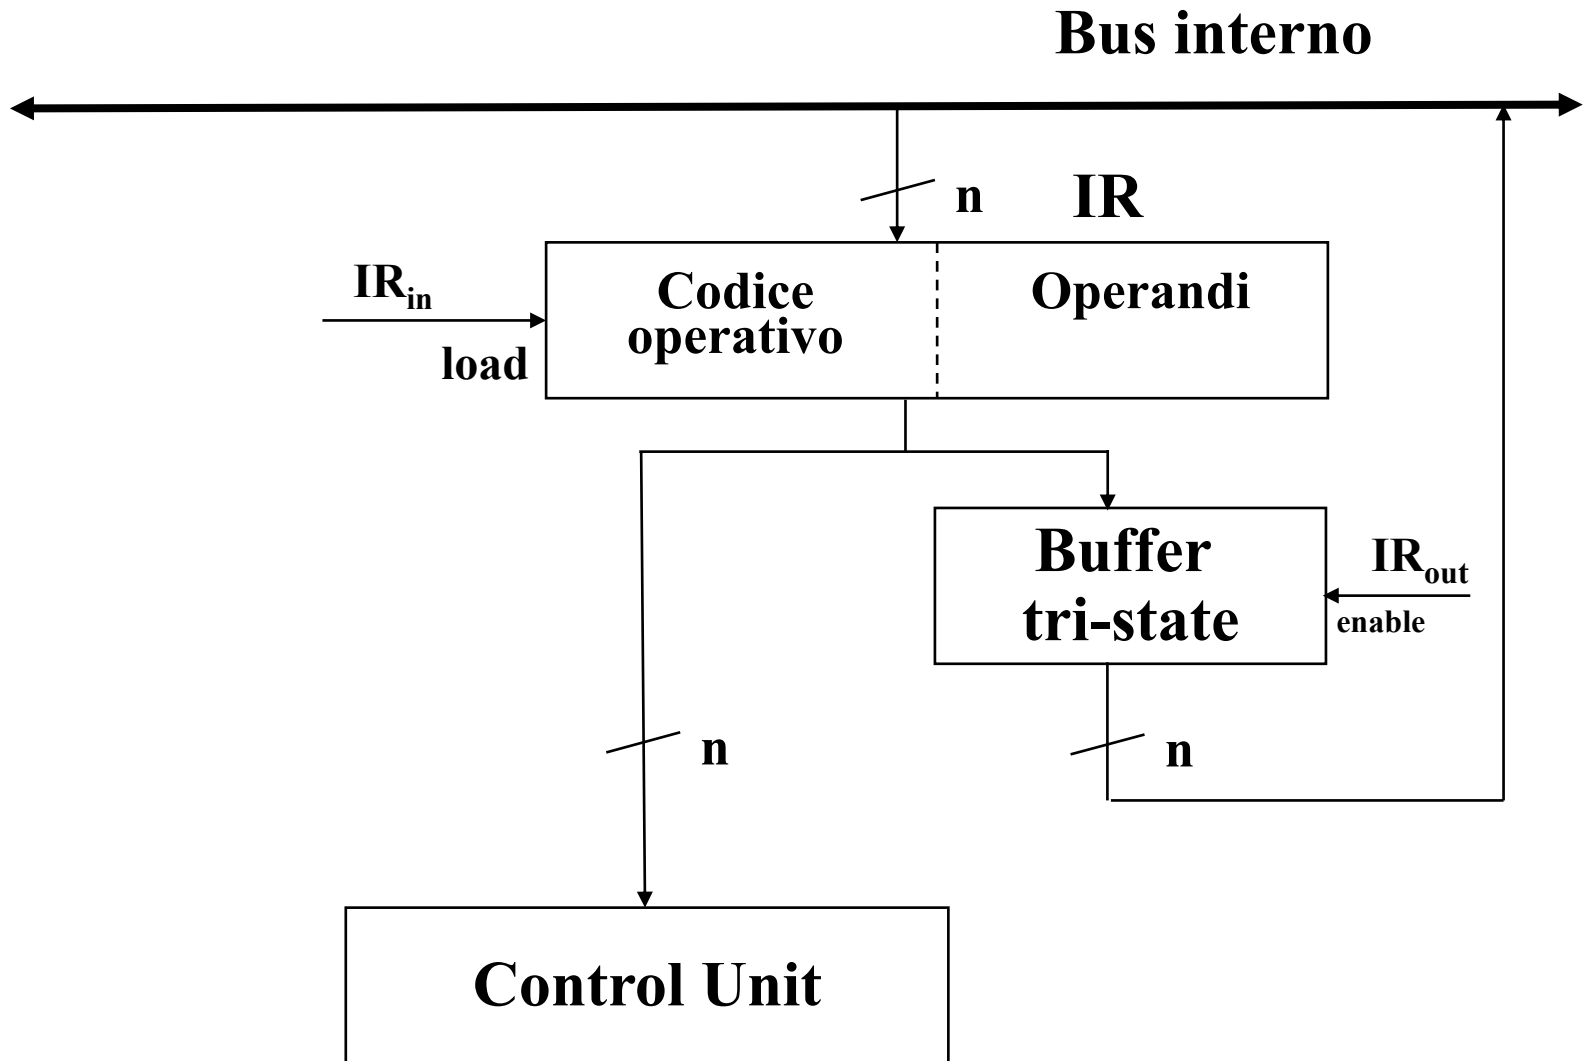 Bus interno
n
IR
IRin
load
Codice
operativo
Operandi
Buffer
tri-state
IRout
enable
n
n
Control Unit